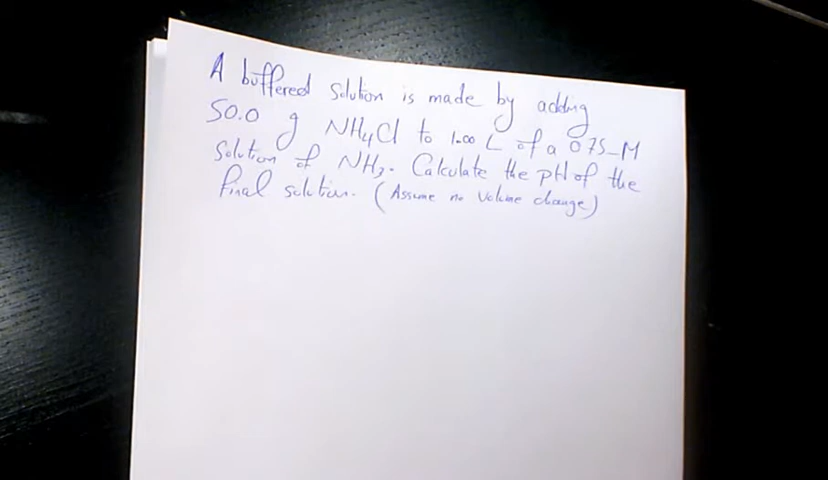 A buffered solution is made by adding
50.0 g NH4Cl to 1.00 L of a 0.75-M
solution of NH3. Calculate the pH of the
final solution. (Assume no volume change)